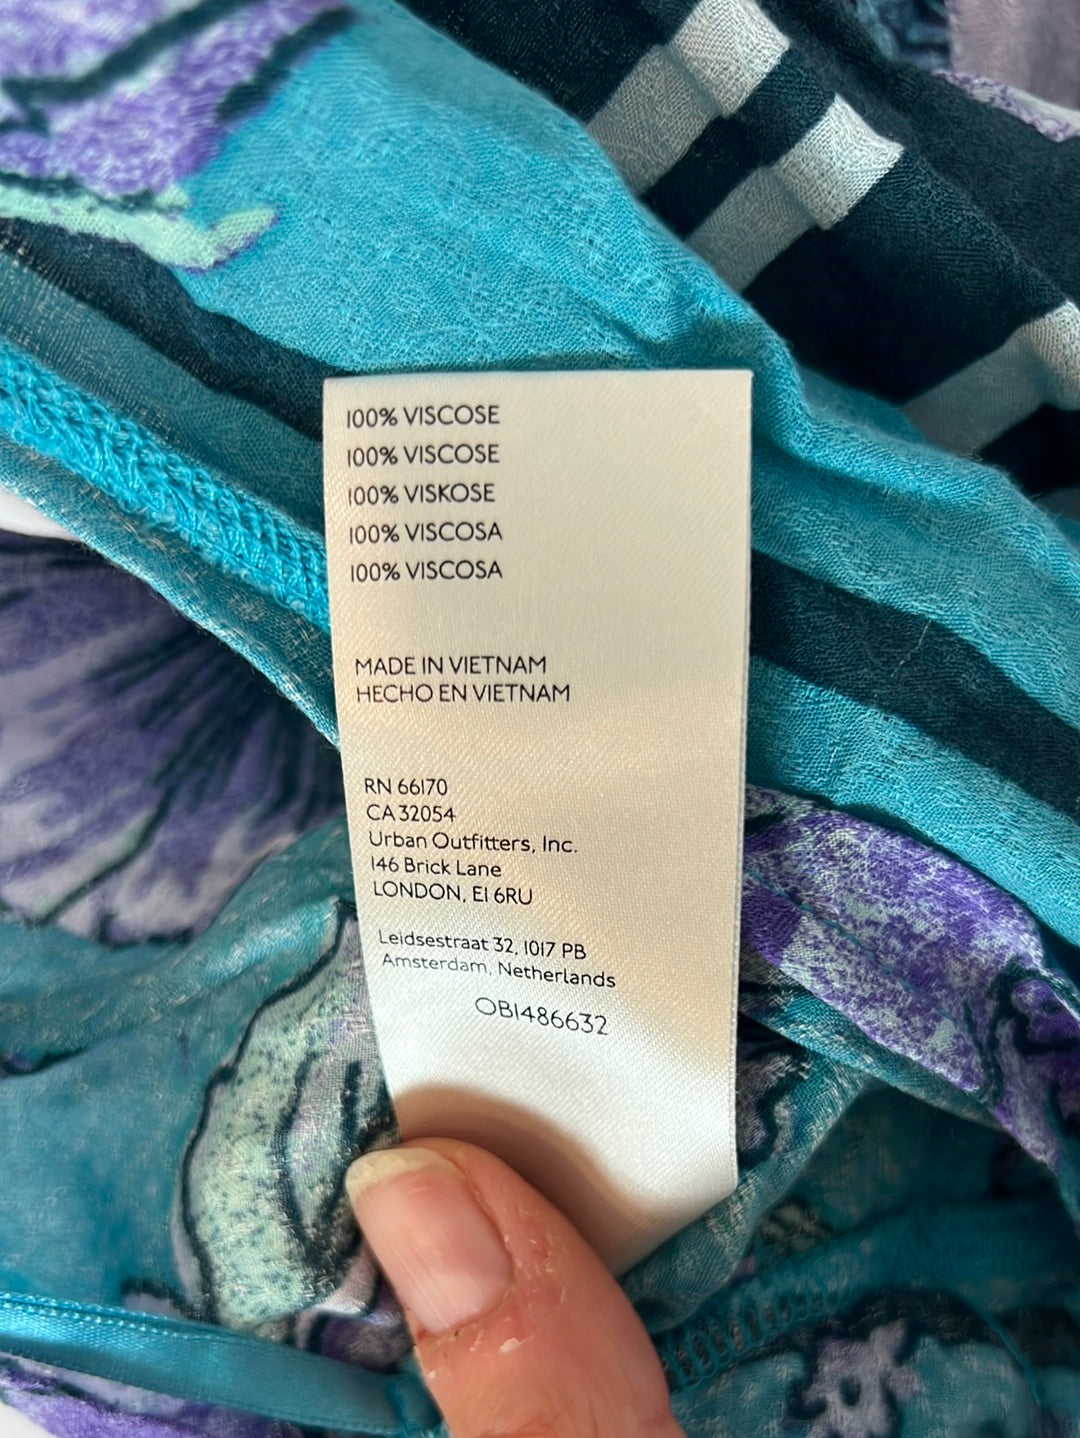 100% VISCOSE
100% VISCOSE
100% VISKOSE
100% VISCOSA
100% VISCOSA
MADE IN VIETNAM
HECHO EN VIETNAM
RN 66170
CA 32054
Urban Outfitters, Inc.
146 Brick Lane
LONDON, E1 6RU
Leidsestraat 32, 1017 PB
Amsterdam, Netherlands
OB1486632